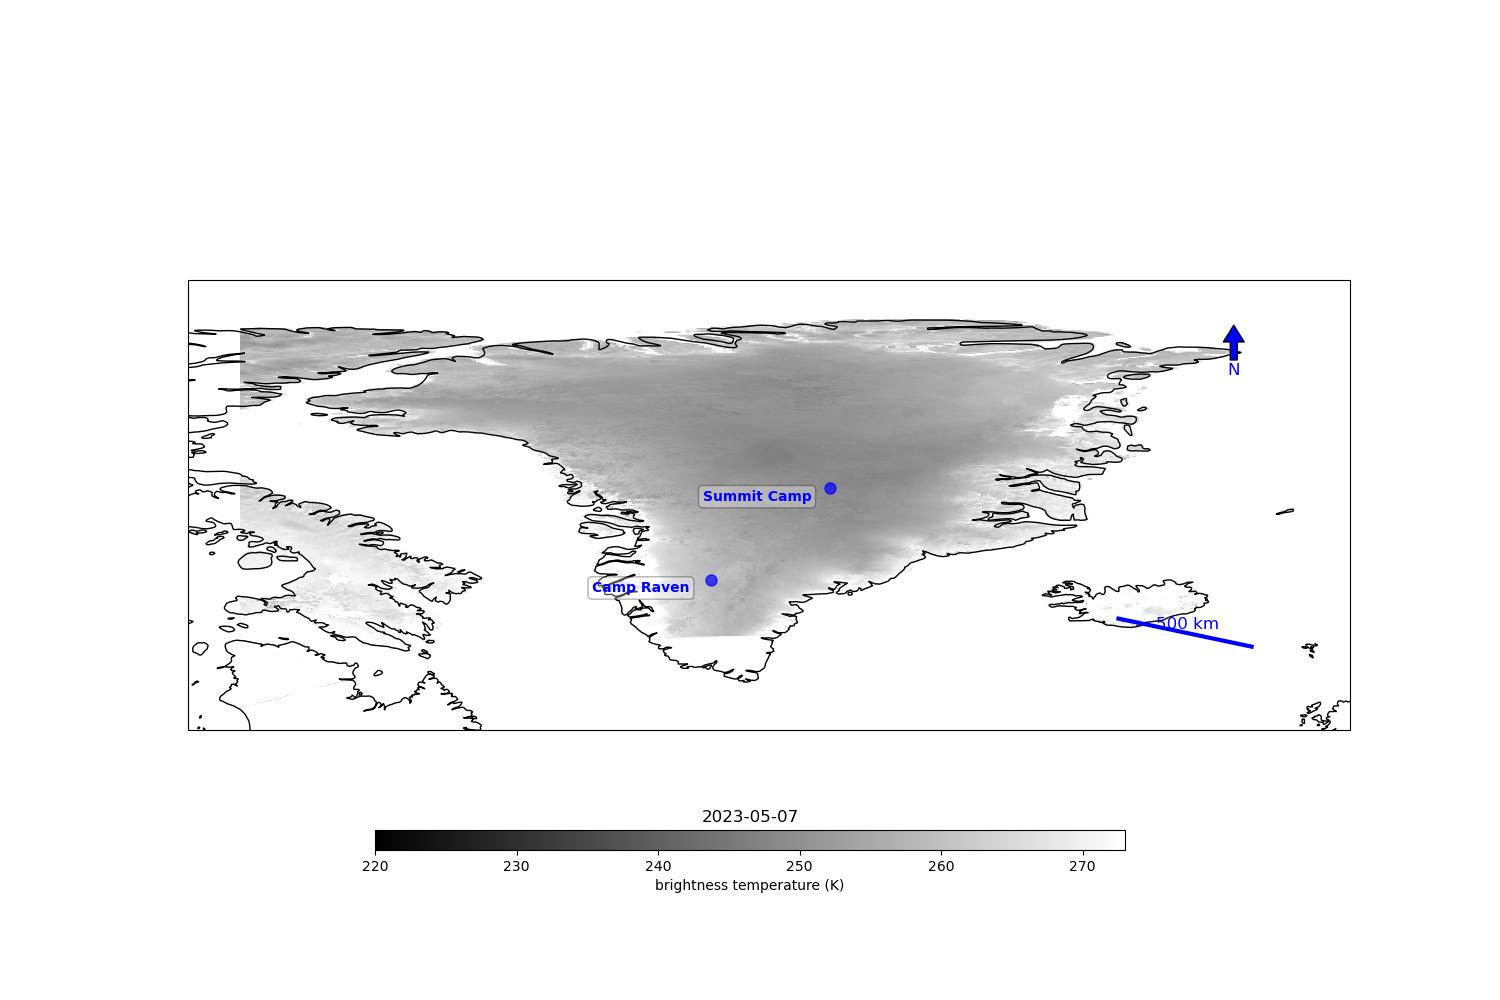 N
Summit Camp
Camp Raven
500 km
2023-05-07
220 230 240 250 260 270
brightness temperature (K)